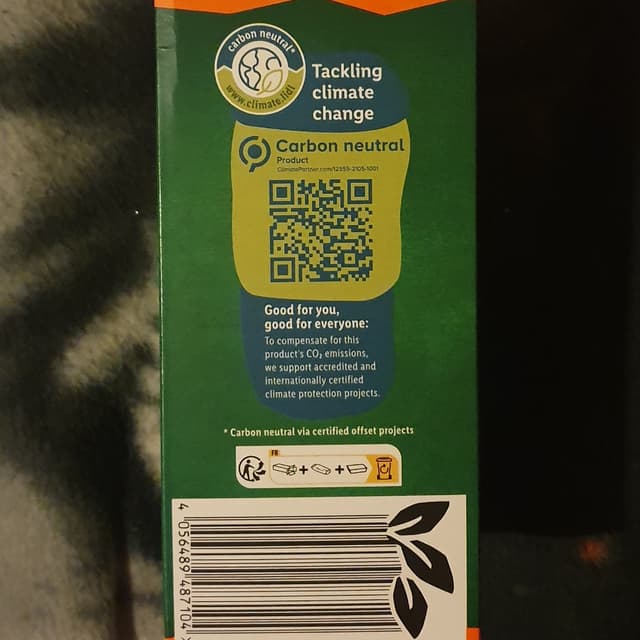 carbon neutral*
www.climate.lidl
Tackling
climate
change
Carbon neutral
Product
ClimatePartner.com/12355-2105-1001
Good for you,
good for everyone:
To compensate for this
product's CO₂ emissions,
we support accredited and
internationally certified
climate protection projects.
* Carbon neutral via certified offset projects
FR
+ + 
4 056489 487104 >